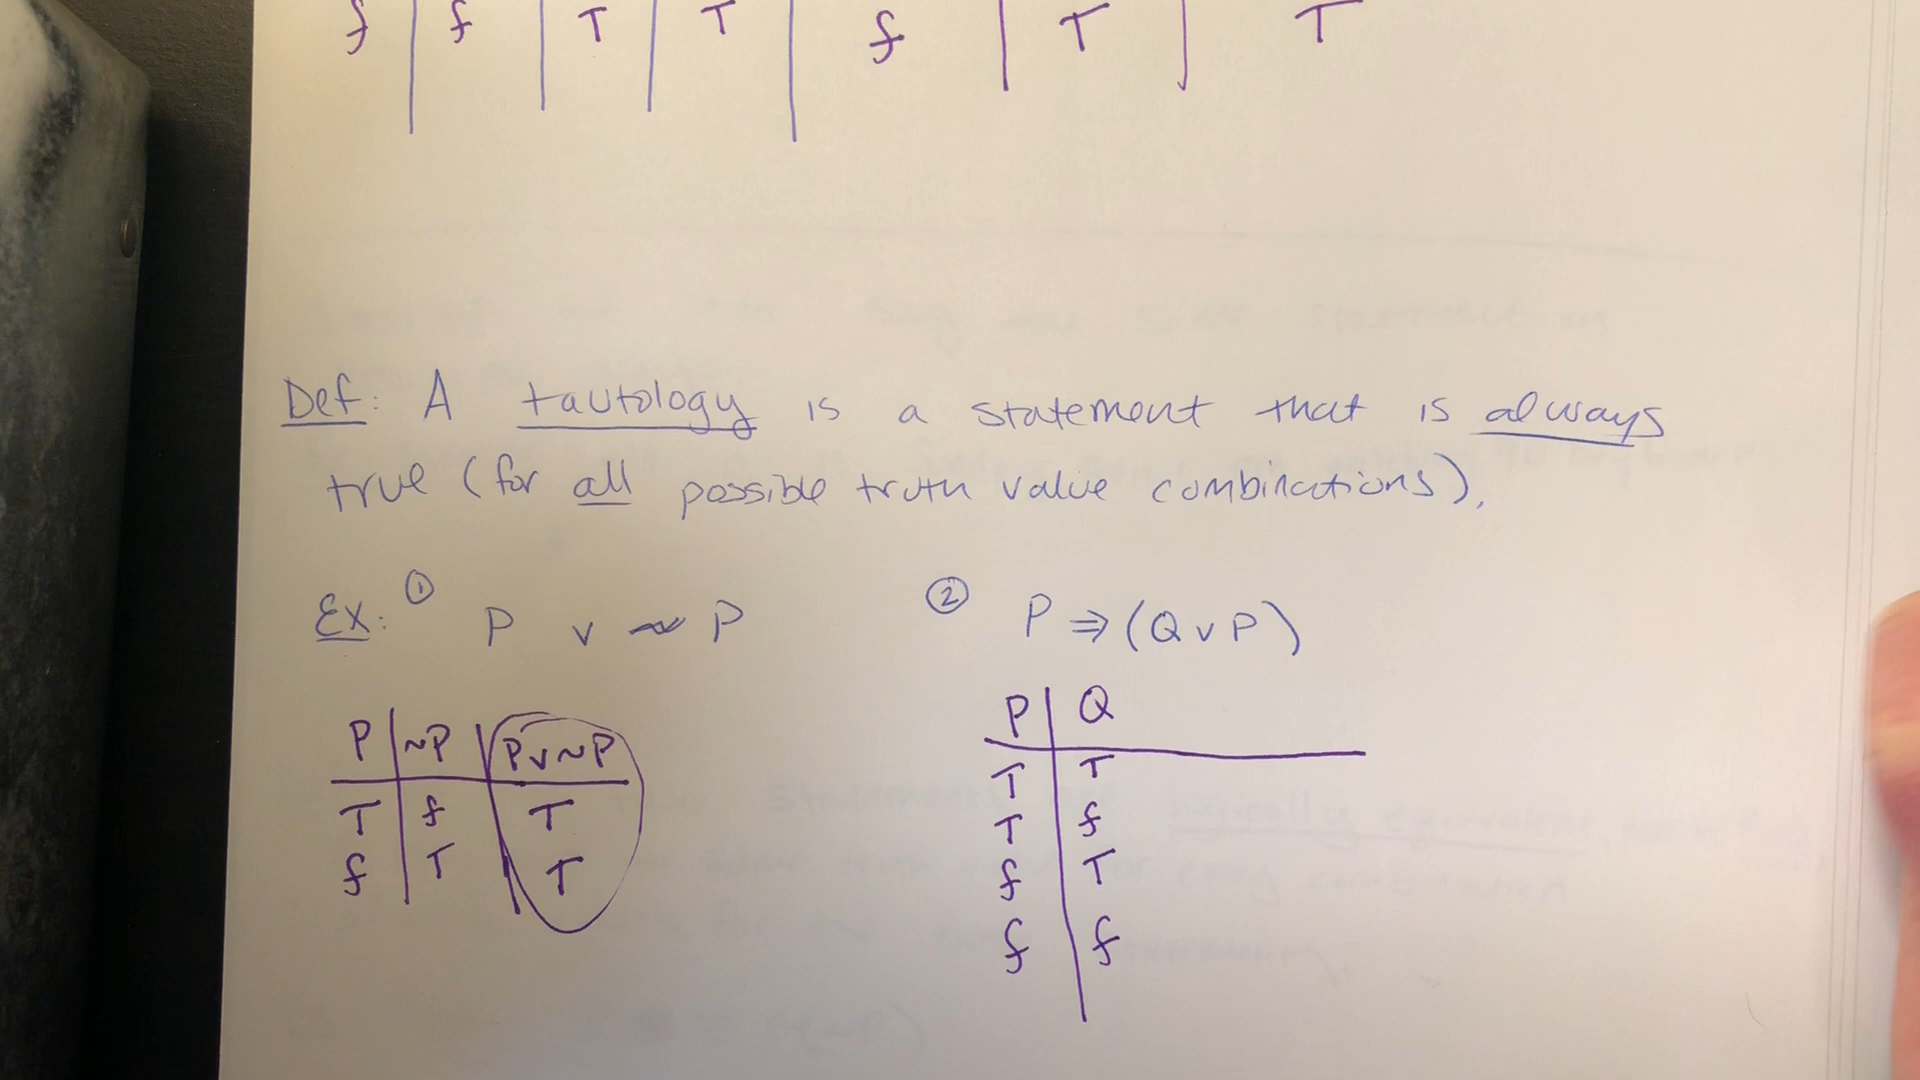 f f T T f T T
Def: A tautology is a statement that is always
true (for all possible truth value combinations).
Ex: ① P ∨ ~P
P ~P P∨~P
T f T
f T T
② P ⇒ (Q ∨ P)
P Q
T T
T f
f T
f f